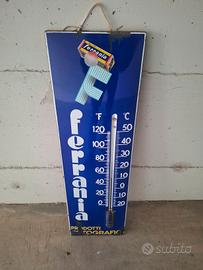 Ferrania
F
ferrania
°F °C
120 50
100 40
80 30
60 20
40 10
20 0
0 10
20
PRODOTTI
FOTOGRAFICI
subito